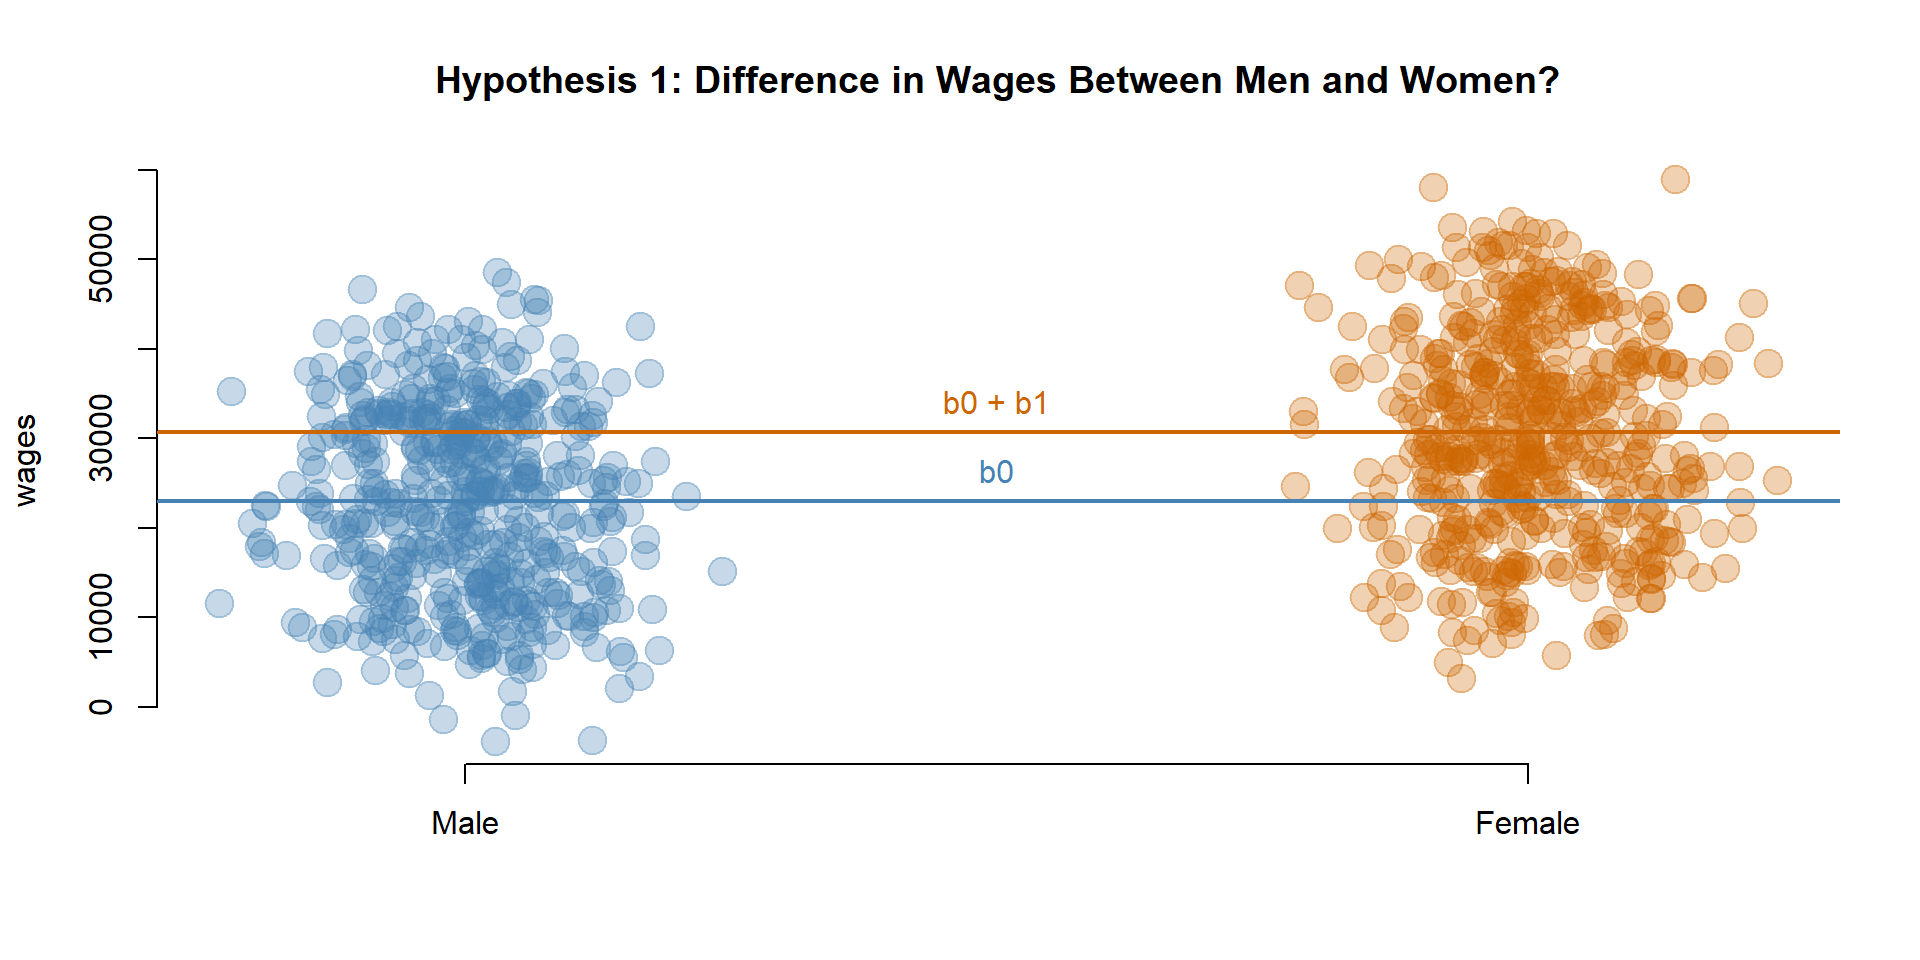 Hypothesis 1: Difference in Wages Between Men and Women?
wages
50000
30000
10000
0
b0 + b1
b0
Male
Female